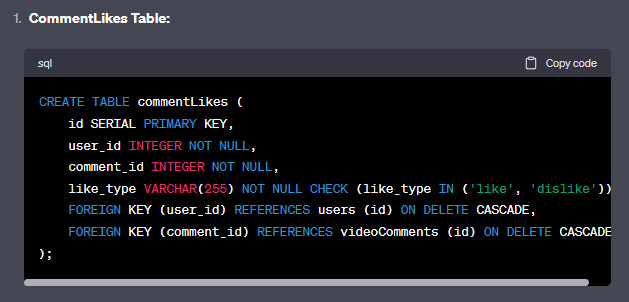 1. CommentLikes Table:
sql
Copy code
CREATE TABLE commentLikes (
id SERIAL PRIMARY KEY,
user_id INTEGER NOT NULL,
comment_id INTEGER NOT NULL,
like_type VARCHAR(255) NOT NULL CHECK (like_type IN ('like', 'dislike'))
FOREIGN KEY (user_id) REFERENCES users (id) ON DELETE CASCADE,
FOREIGN KEY (comment_id) REFERENCES videoComments (id) ON DELETE CASCADE
);